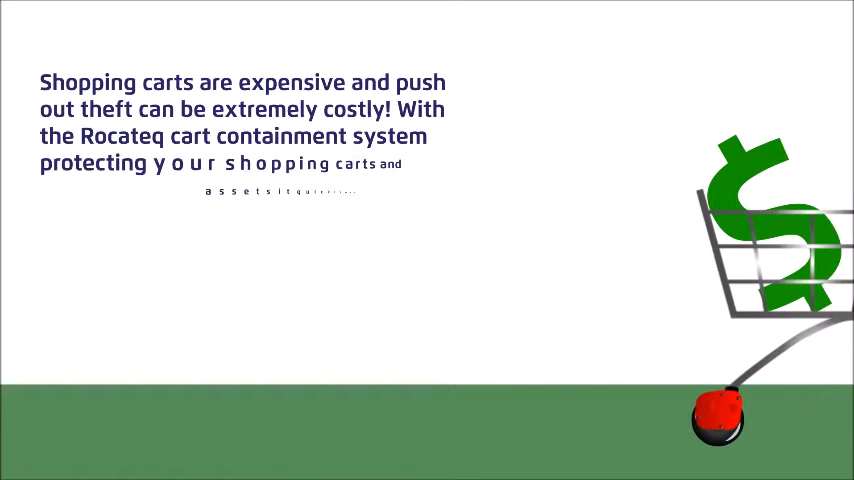 Shopping carts are expensive and push
out theft can be extremely costly! With
the Rocateq cart containment system
protecting your shopping carts and
assets it